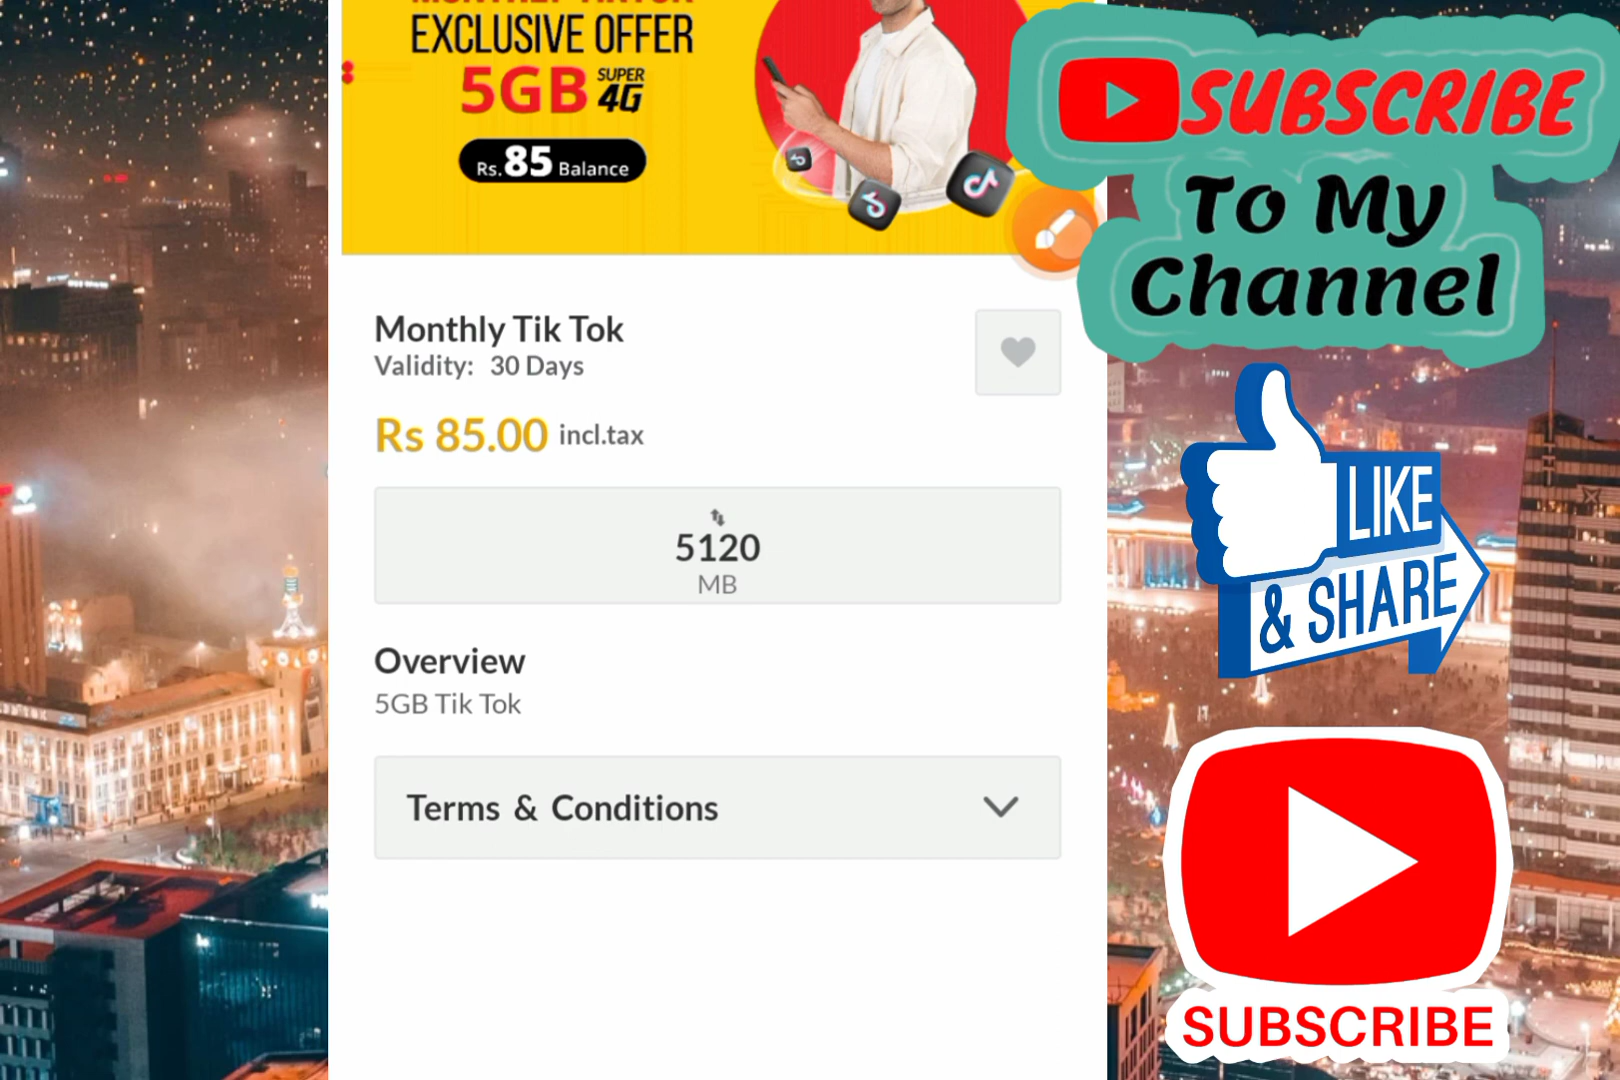 EXCLUSIVE OFFER
5GB SUPER 4G
Rs.85 Balance
Monthly Tik Tok
Validity: 30 Days
Rs 85.00 incl.tax
5120
MB
Overview
5GB Tik Tok
Terms & Conditions
SUBSCRIBE
To My
Channel
LIKE
& SHARE
SUBSCRIBE